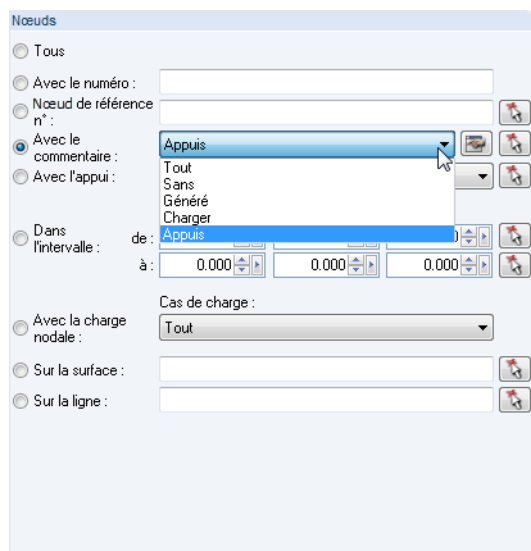 Nœuds
Tous
Avec le numéro :
Nœud de référence
n° :
Avec le
commentaire :
Appuis
Avec l'appui :
Tout
Sans
Généré
Charger
Appuis
Dans
l'intervalle :
de :
à :
0.000 0.000 0.000
Cas de charge :
Avec la charge
nodale :
Tout
Sur la surface :
Sur la ligne :